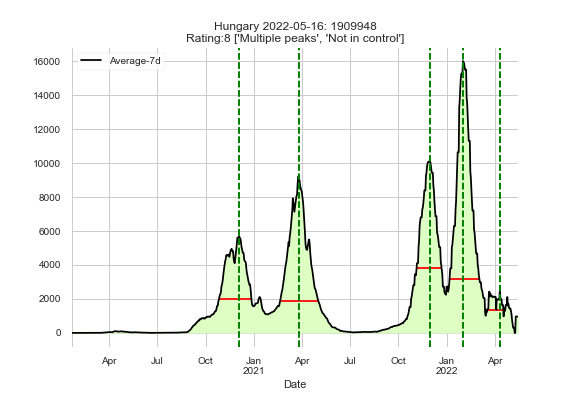 Hungary 2022-05-16: 1909948
Rating:8 ['Multiple peaks', 'Not in control']
Average-7d
16000
14000
12000
10000
8000
6000
4000
2000
0
Apr Jul Oct Jan Apr Jul Oct Jan Apr
2021 2022
Date